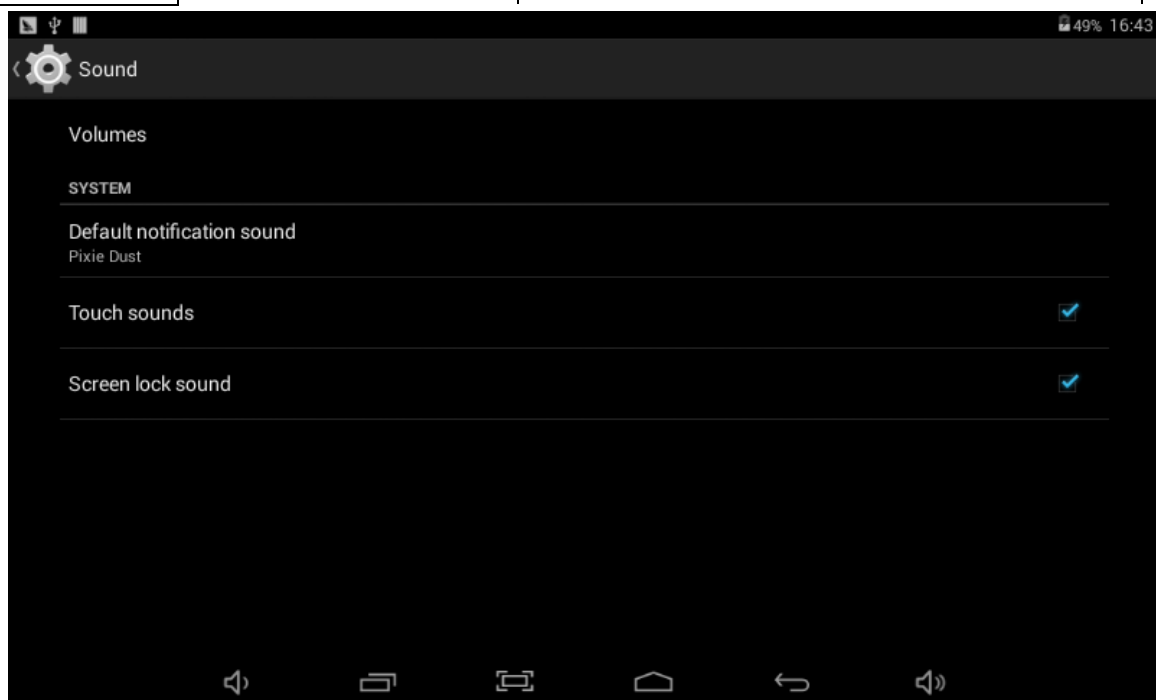 49% 16:43
Sound
Volumes
SYSTEM
Default notification sound
Pixie Dust
Touch sounds
Screen lock sound